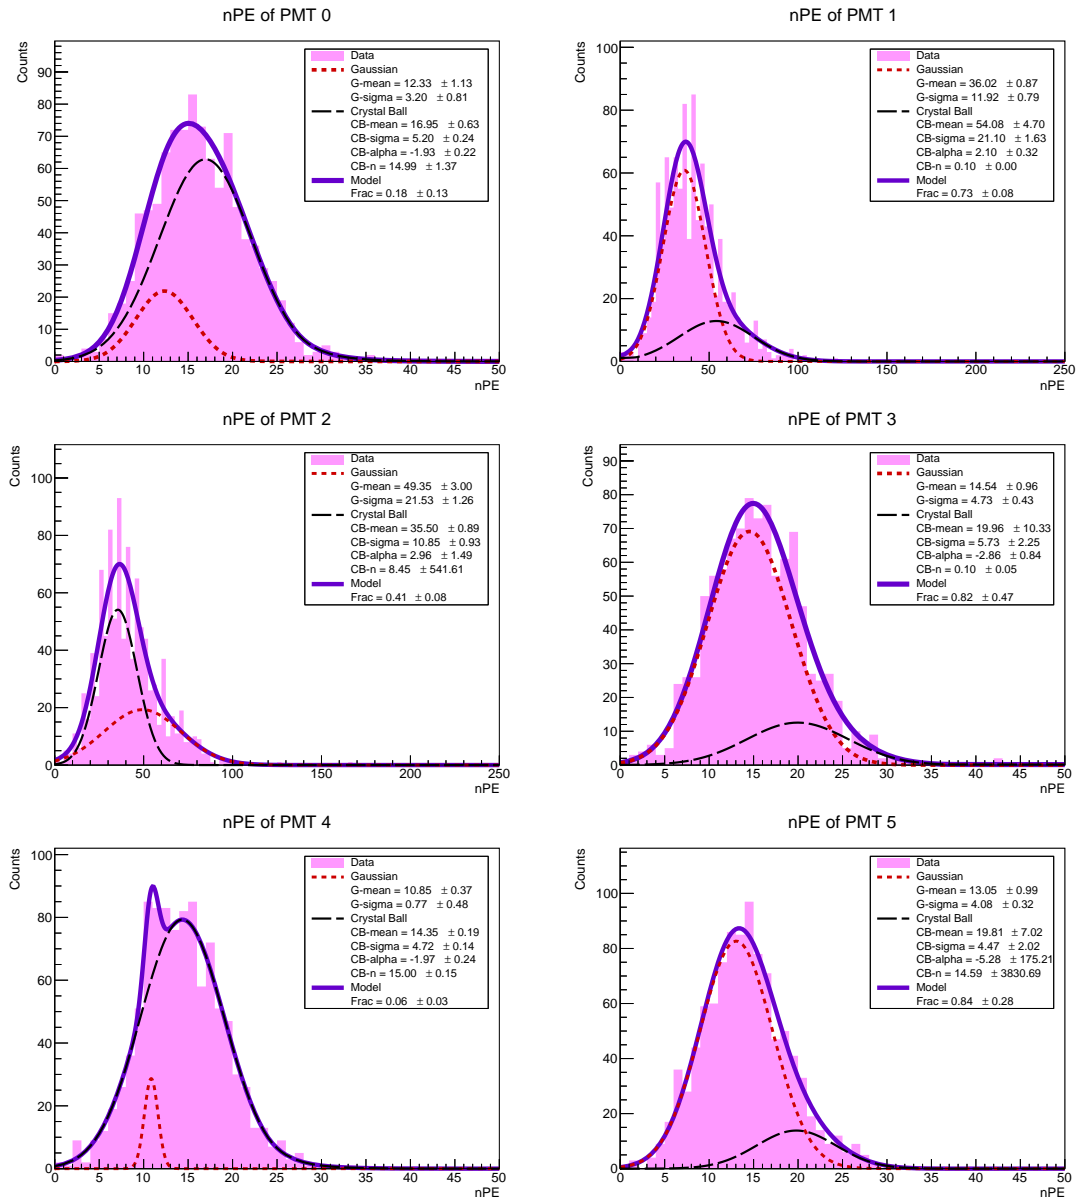 nPE of PMT 0
Counts
Data
Gaussian
G-mean = 12.33 ± 1.13
G-sigma = 3.20 ± 0.81
Crystal Ball
CB-mean = 16.95 ± 0.63
CB-sigma = 5.20 ± 0.24
CB-alpha = -1.93 ± 0.22
CB-n = 14.99 ± 1.37
Model
Frac = 0.18 ± 0.13
90
80
70
60
50
40
30
20
10
0
0 5 10 15 20 25 30 35 40 45 50
nPE
nPE of PMT 1
Counts
Data
Gaussian
G-mean = 36.02 ± 0.87
G-sigma = 11.92 ± 0.79
Crystal Ball
CB-mean = 54.08 ± 4.70
CB-sigma = 21.10 ± 1.63
CB-alpha = 2.10 ± 0.32
CB-n = 0.10 ± 0.00
Model
Frac = 0.73 ± 0.08
100
80
60
40
20
0
0 50 100 150 200 250
nPE
nPE of PMT 2
Counts
Data
Gaussian
G-mean = 49.35 ± 3.00
G-sigma = 21.53 ± 1.26
Crystal Ball
CB-mean = 35.50 ± 0.89
CB-sigma = 10.85 ± 0.93
CB-alpha = 2.96 ± 1.49
CB-n = 8.45 ± 541.61
Model
Frac = 0.41 ± 0.08
100
80
60
40
20
0
0 50 100 150 200 250
nPE
nPE of PMT 3
Counts
Data
Gaussian
G-mean = 14.54 ± 0.96
G-sigma = 4.73 ± 0.43
Crystal Ball
CB-mean = 19.96 ± 10.33
CB-sigma = 5.73 ± 2.25
CB-alpha = -2.86 ± 0.84
CB-n = 0.10 ± 0.05
Model
Frac = 0.82 ± 0.47
90
80
70
60
50
40
30
20
10
0
0 5 10 15 20 25 30 35 40 45 50
nPE
nPE of PMT 4
Counts
Data
Gaussian
G-mean = 10.85 ± 0.37
G-sigma = 0.77 ± 0.48
Crystal Ball
CB-mean = 14.35 ± 0.19
CB-sigma = 4.72 ± 0.14
CB-alpha = -1.97 ± 0.24
CB-n = 15.00 ± 0.15
Model
Frac = 0.06 ± 0.03
100
80
60
40
20
0
0 5 10 15 20 25 30 35 40 45 50
nPE
nPE of PMT 5
Counts
Data
Gaussian
G-mean = 13.05 ± 0.99
G-sigma = 4.08 ± 0.32
Crystal Ball
CB-mean = 19.81 ± 7.02
CB-sigma = 4.47 ± 2.02
CB-alpha = -5.28 ± 175.21
CB-n = 14.59 ± 3830.69
Model
Frac = 0.84 ± 0.28
100
80
60
40
20
0
0 5 10 15 20 25 30 35 40 45 50
nPE